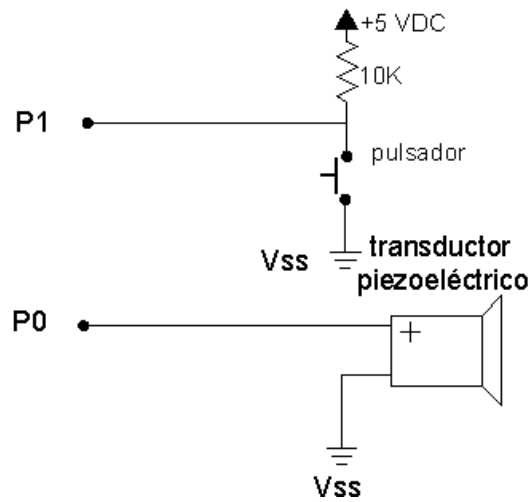 +5 VDC
10K
P1
pulsador
Vss
transductor
piezoeléctrico
P0
+
Vss